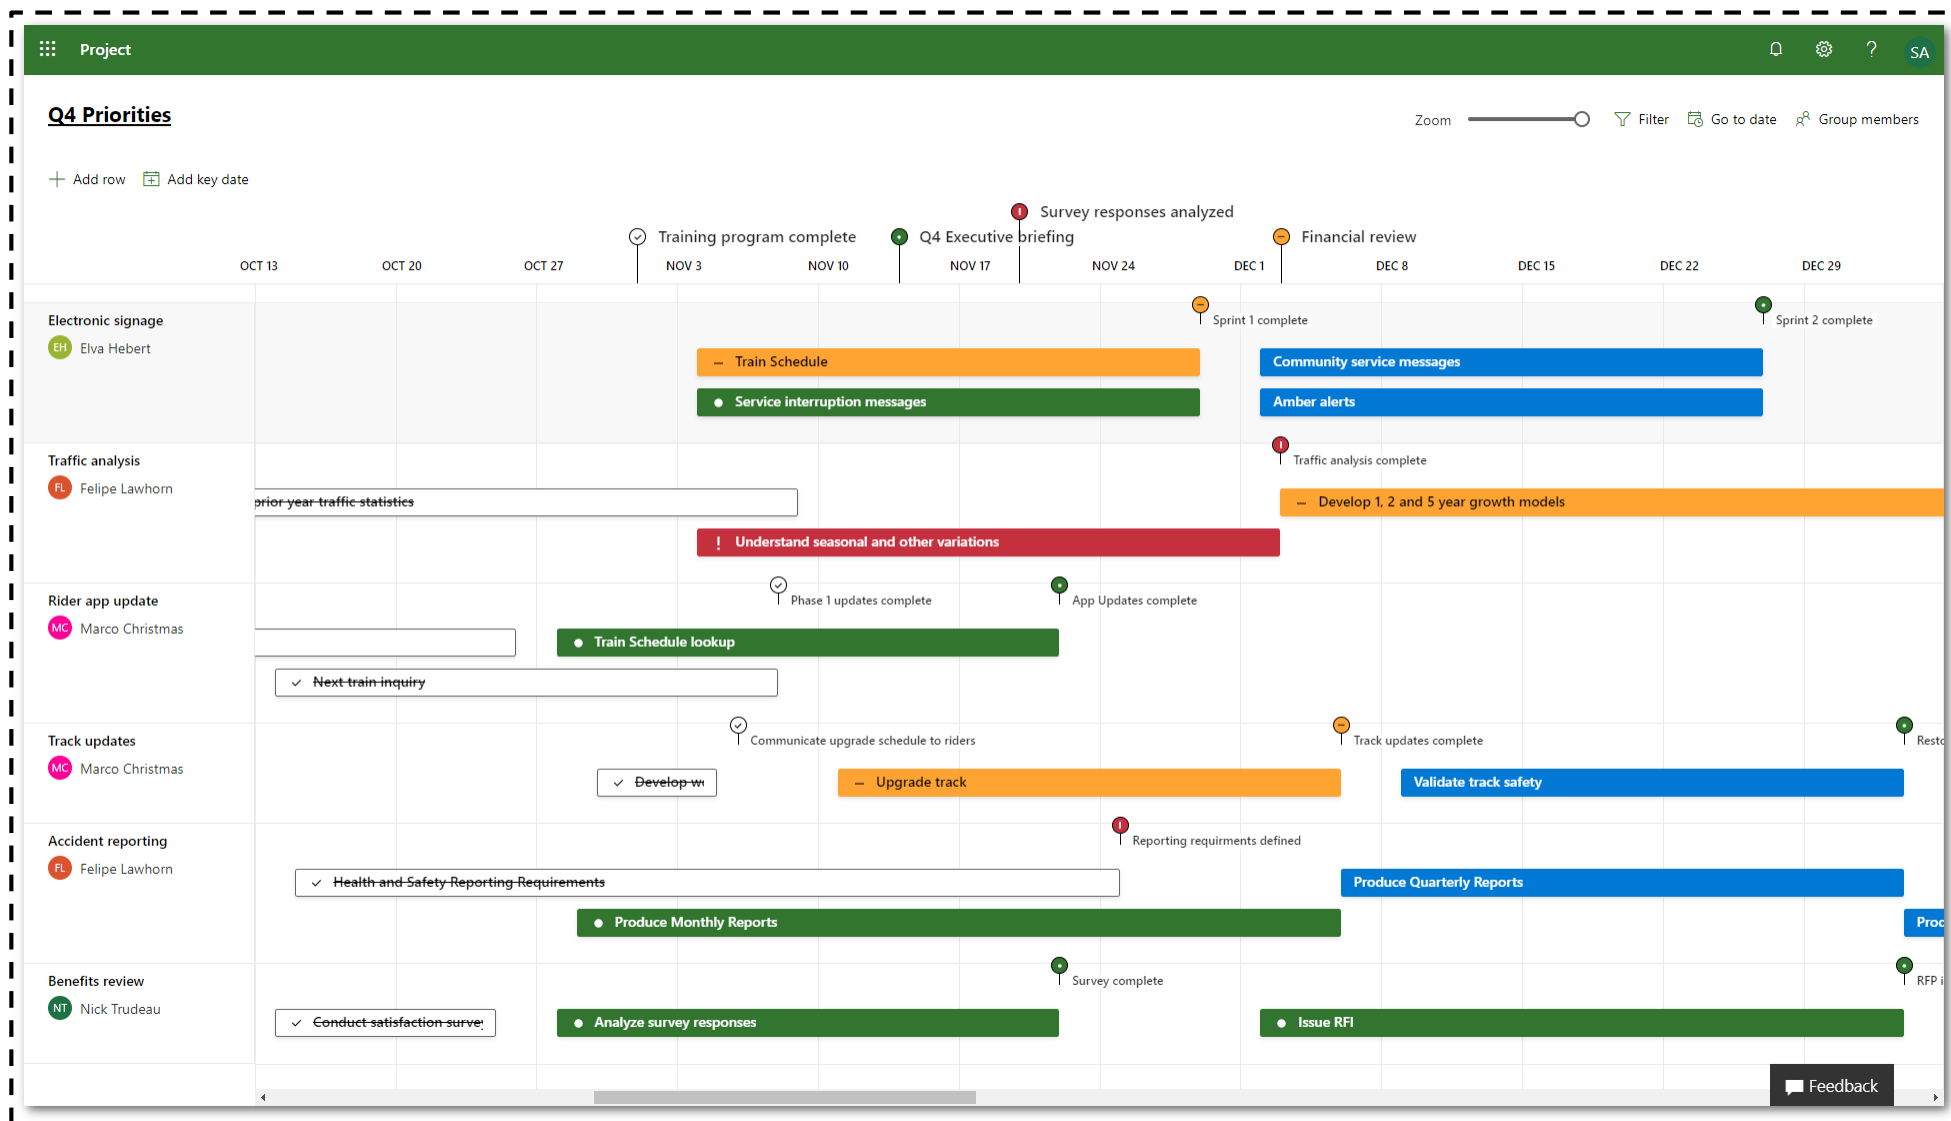 Project
SA
Q4 Priorities
Zoom
Filter
Go to date
Group members
Add row
Add key date
Survey responses analyzed
Training program complete
Q4 Executive briefing
Financial review
OCT 13
OCT 20
OCT 27
NOV 3
NOV 10
NOV 17
NOV 24
DEC 1
DEC 8
DEC 15
DEC 22
DEC 29
Electronic signage
EH Elva Hebert
Sprint 1 complete
Sprint 2 complete
Train Schedule
Community service messages
Service interruption messages
Amber alerts
Traffic analysis
FL Felipe Lawhorn
Traffic analysis complete
prior year traffic statistics
Develop 1, 2 and 5 year growth models
Understand seasonal and other variations
Rider app update
MC Marco Christmas
Phase 1 updates complete
App Updates complete
Train Schedule lookup
Next train inquiry
Track updates
MC Marco Christmas
Communicate upgrade schedule to riders
Track updates complete
Resto
Develop w
Upgrade track
Validate track safety
Accident reporting
FL Felipe Lawhorn
Reporting requirments defined
Health and Safety Reporting Requirements
Produce Quarterly Reports
Produce Monthly Reports
Proc
Benefits review
NT Nick Trudeau
Survey complete
RFP i
Conduct satisfaction survey
Analyze survey responses
Issue RFI
Feedback